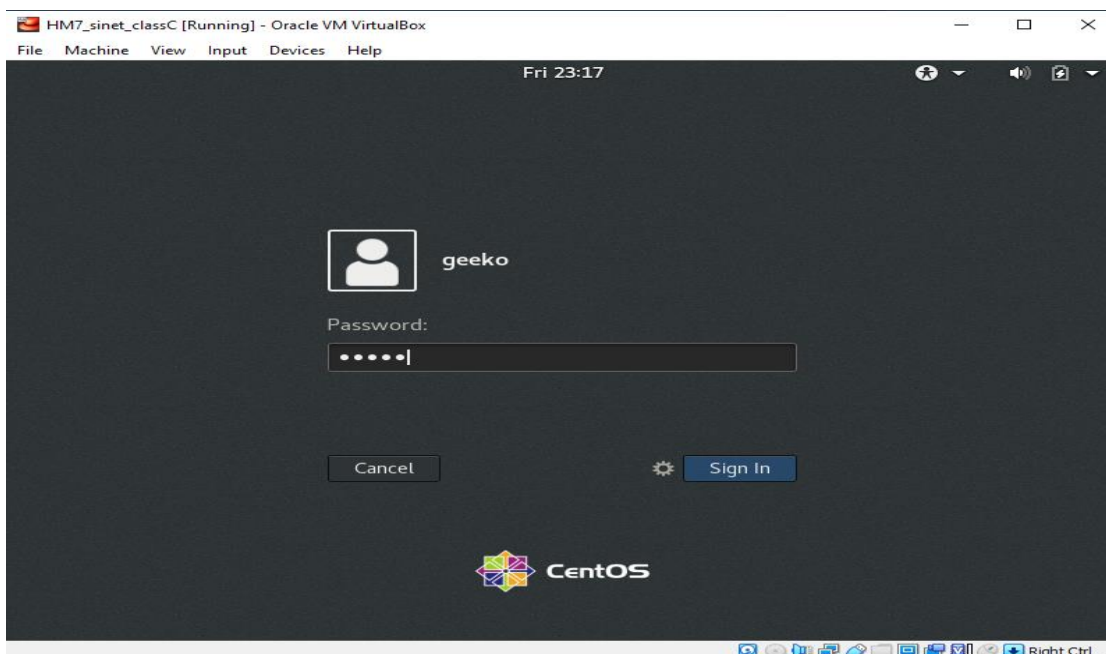 HM7_sinet_classC [Running] - Oracle VM VirtualBox
File Machine View Input Devices Help
Fri 23:17
geeko
Password:
•••••
Cancel Sign In
CentOS
Right Ctrl